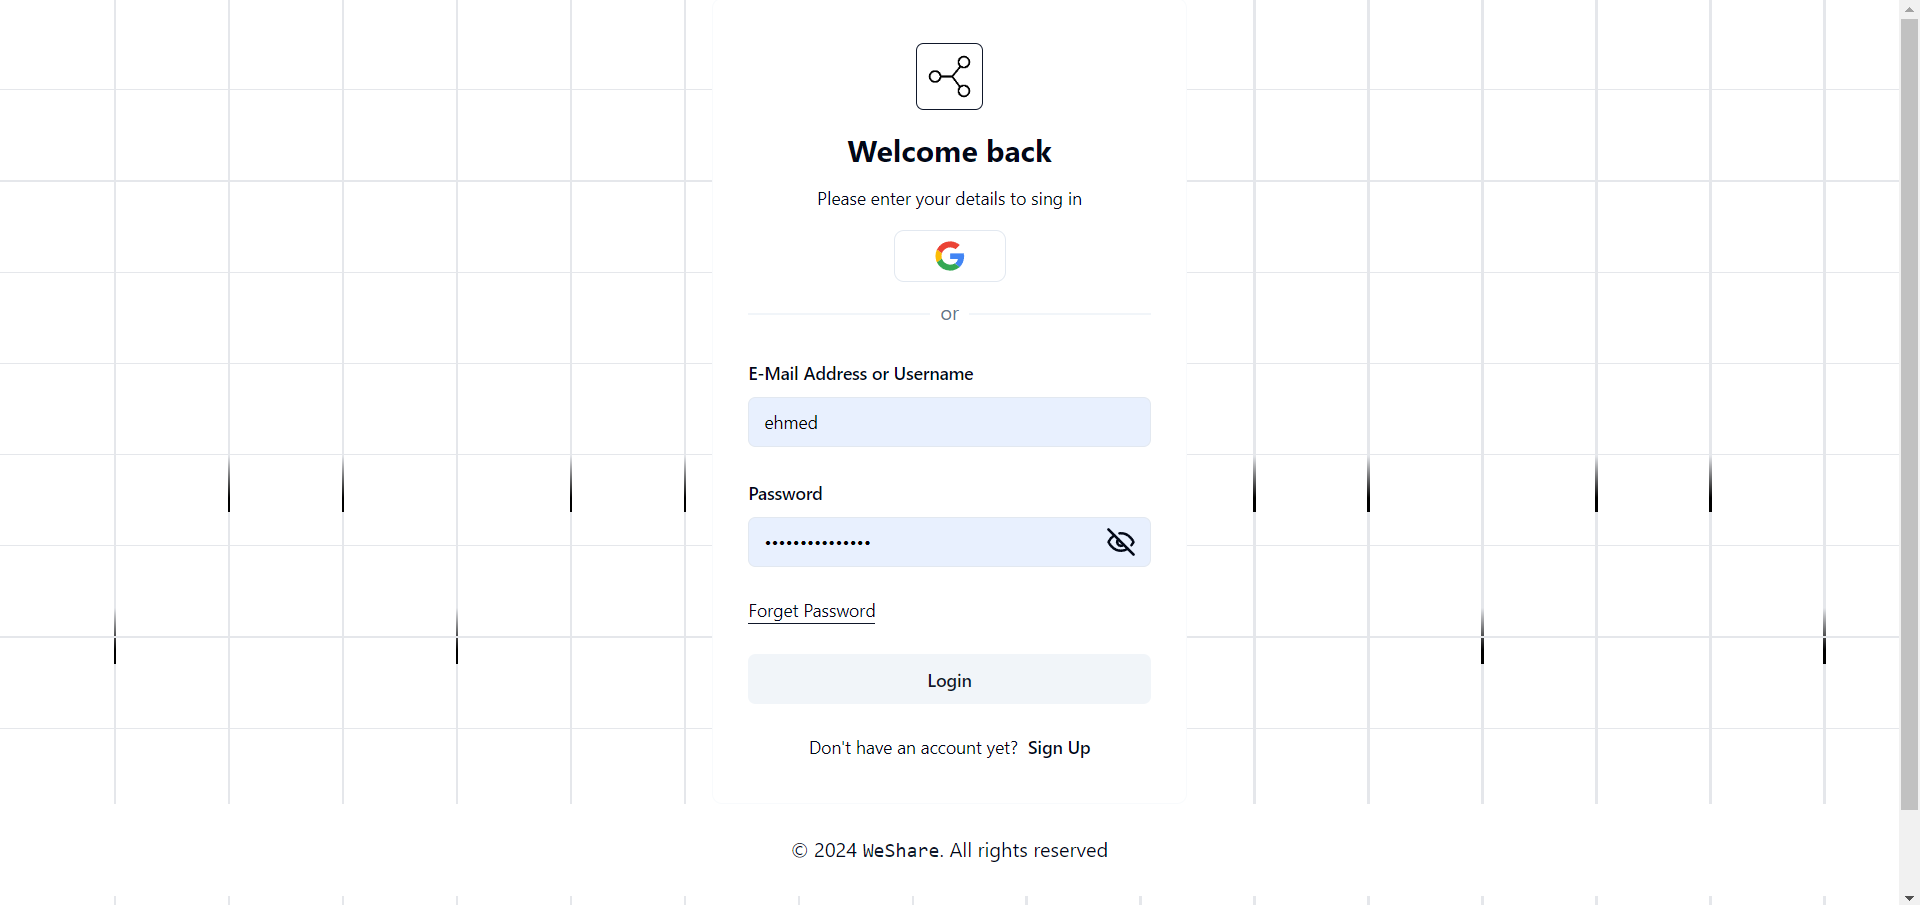 Welcome back
Please enter your details to sing in
or
E-Mail Address or Username
ehmed
Password
•••••••••••••••
Forget Password
Login
Don't have an account yet? Sign Up
© 2024 WeShare. All rights reserved